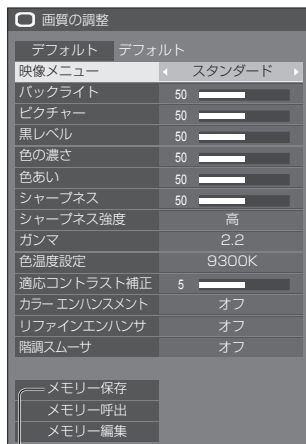 画質の調整
デフォルト デフォルト
映像メニュー スタンダード
バックライト 50
ピクチャー 50
黒レベル 50
色の濃さ 50
色あい 50
シャープネス 50
シャープネス強度 高
ガンマ 2.2
色温度設定 9300K
適応コントラスト補正 5
カラー エンハンスメント オフ
リファインエンハンサ オフ
階調スムーサ オフ
メモリー保存
メモリー呼出
メモリー編集